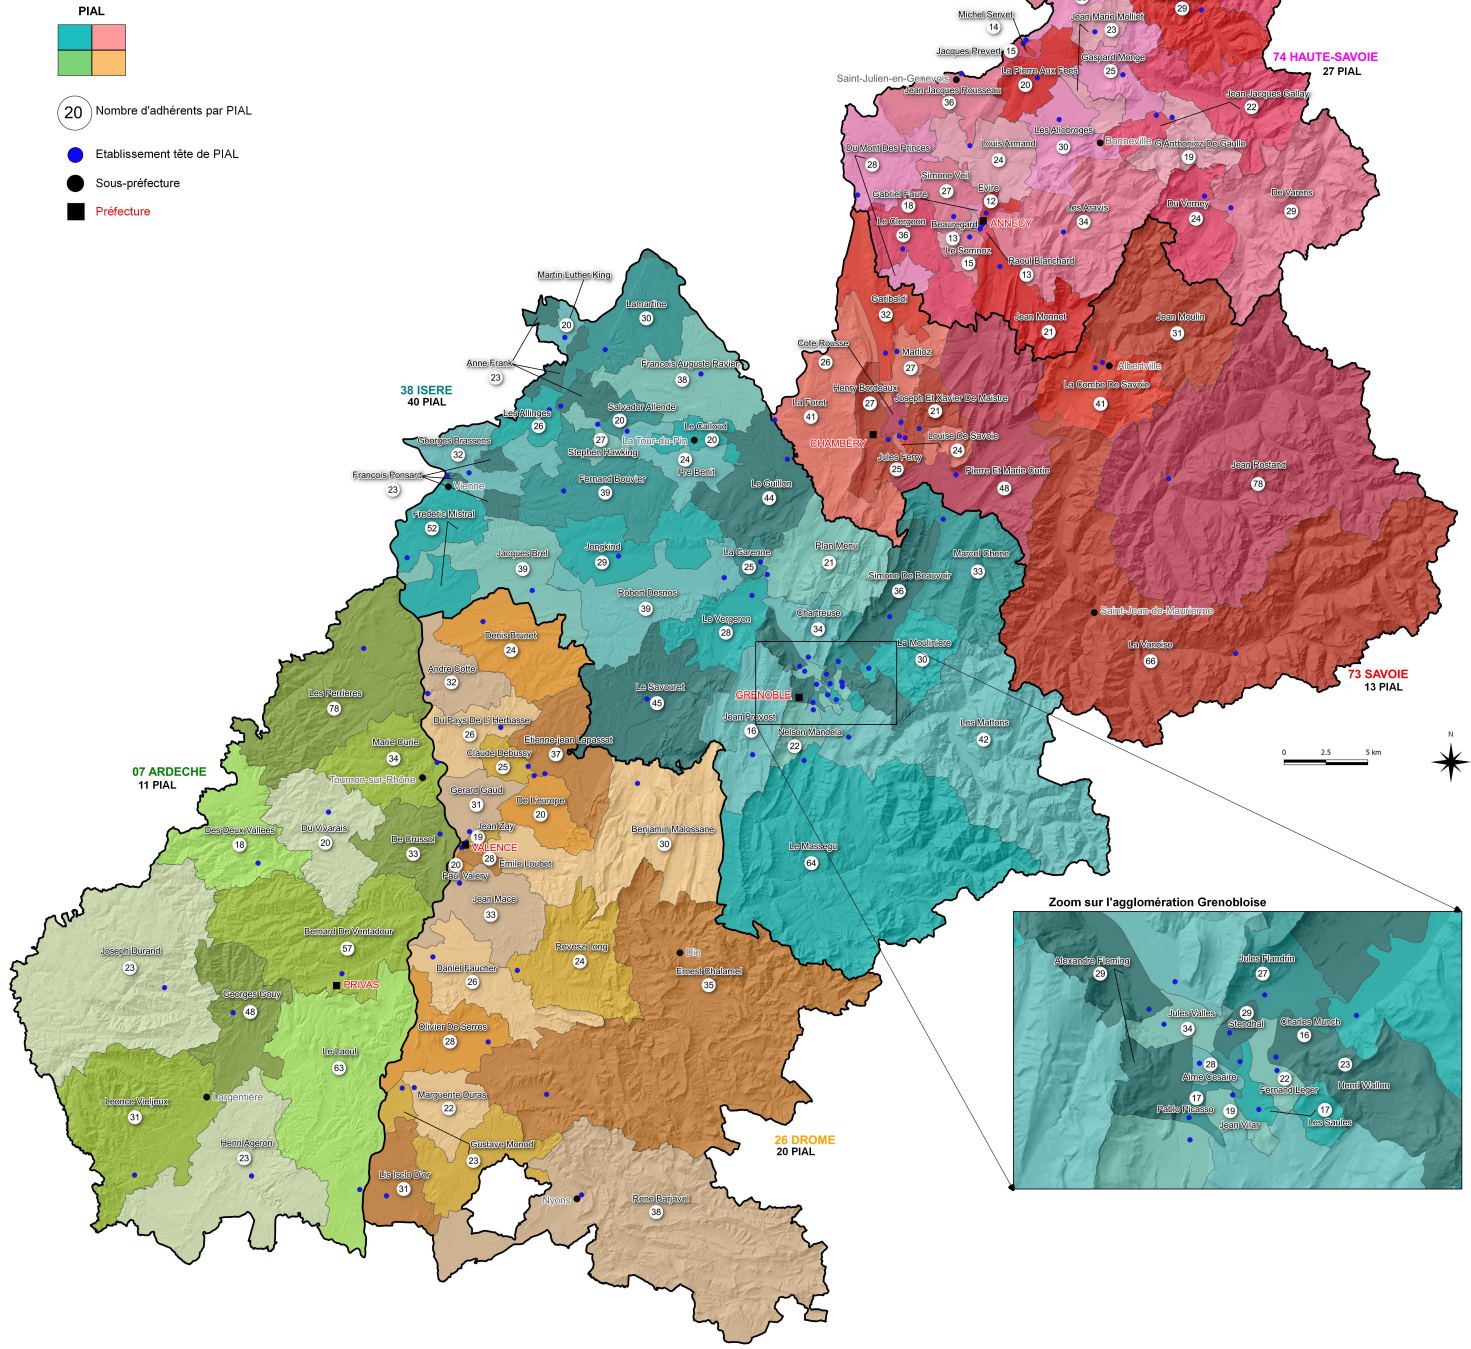 PIAL
20 Nombre d'adhérents par PIAL
Etablissement tête de PIAL
Sous-préfecture
Préfecture
74 HAUTE-SAVOIE
27 PIAL
29
Michel Servet
14
Jean Marie Molliet
23
Jacques Prevert
15
Gaspard Monge
25
La Pierre Aux Fees
20
Saint-Julien-en-Genevois
Jean Jacques Rousseau
36
Jean Jacques Gallay
22
Les Allobroges
30
Bonneville
G Anthonioz De Gaulle
19
Du Mont Des Princes
28
Louis Armand
24
Simone Veil
27
Evire
12
Gabriel Faure
18
De Varens
29
Du Verney
24
Les Aravis
34
Le Clergeon
36
Beauregard
13
ANNECY
Le Semnoz
15
Raoul Blanchard
13
Jean Monnet
21
73 SAVOIE
13 PIAL
Garibaldi
32
Jean Moulin
31
Cote Rousse
26
Marlioz
27
Albertville
La Combe De Savoie
41
Henry Bordeaux
27
La Furet
41
Joseph Et Xavier De Maistre
21
CHAMBÉRY
Louise De Savoie
24
Jules Ferry
25
Pierre Et Marie Curie
48
Jean Rostand
78
Saint-Jean-de-Maurienne
La Vanoise
66
38 ISERE
40 PIAL
Martin Luther King
20
Lamartine
30
Anne Frank
23
Francois Auguste Ravier
38
Les Allinges
26
Salvador Allende
20
Le Calloud
20
La Tour-du-Pin
27
Stephen Hawking
24
Pre Benit
Georges Brassens
32
Francois Ponsard
23
Vienne
Fernand Bouvier
39
Le Guillon
44
Frederic Mistral
52
Jacques Brel
39
Jongkind
29
La Garenne
25
Plan Menu
21
Marcel Chene
33
Simone De Beauvoir
36
Robert Desnos
39
Chartreuse
34
Le Vergeron
28
La Mouliniere
30
Le Savouret
45
GRENOBLE
Jean Prevost
16
Nelson Mandela
22
Les Mattons
42
Le Massegu
64
07 ARDECHE
11 PIAL
Les Perrieres
78
Marie Curie
34
Tournon-sur-Rhône
Des Deux Vallees
18
Du Vivarais
20
De Crussol
33
Joseph Durand
23
Bernard De Ventadour
57
PRIVAS
Georges Gouy
48
Le Laoul
63
Leonce Vieljeux
31
Largentière
Henri Ageron
23
26 DROME
20 PIAL
Denis Brunet
24
Andre Cotte
32
Du Pays De L' Herbasse
26
Etienne-jean Lapassat
37
Claude Debussy
25
Gerard Gaud
31
De L'europe
20
Jean Zay
19
VALENCE
28
Emile Loubet
20
Paul Valery
Benjamin Malossane
30
Jean Mace
33
Revesz-Long
24
Daniel Faucher
26
Die
Ernest Chalamel
35
Olivier De Serres
28
Marguerite Duras
22
Gustave Monod
23
Lis Isclo D'or
31
Nyons
Rene Barjavel
38
N
0 2.5 5 km
Zoom sur l'agglomération Grenobloise
Alexandre Fleming
29
Jules Flandrin
27
Jules Valles
34
29
Stendhal
Charles Munch
16
28
Aime Cesaire
22
Fernand Leger
23
Henri Wallon
17
Pablo Picasso
19
Jean Vilar
17
Les Saules